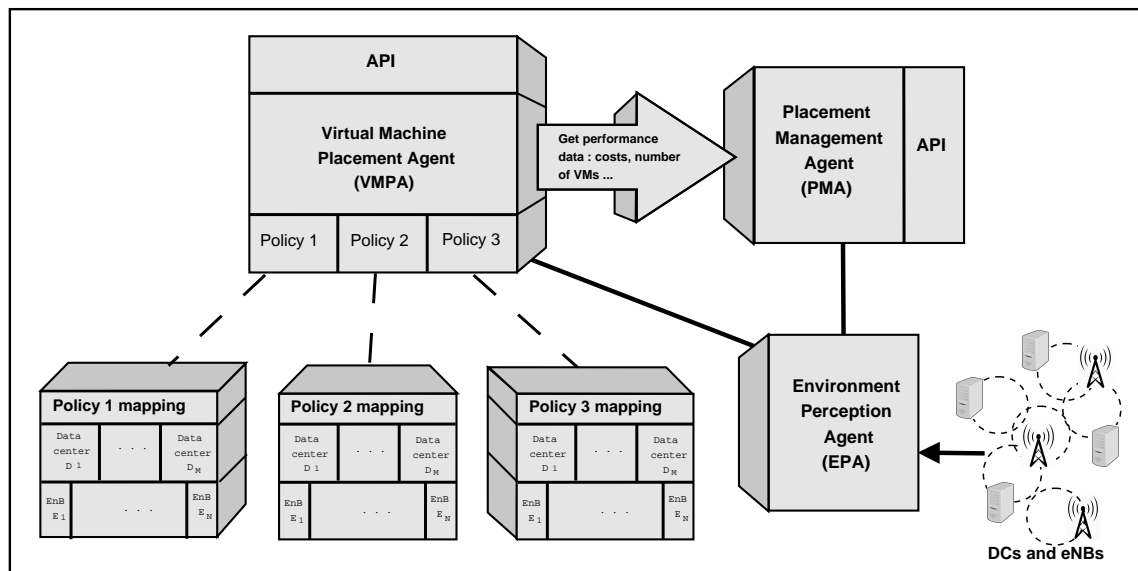 API
Virtual Machine
Placement Agent
(VMPA)
Policy 1
Policy 2
Policy 3
Get performance
data : costs, number
of VMs ...
Placement
Management
Agent
(PMA)
API
Policy 1 mapping
Data
center
D 1
. . .
Data
center
D M
EnB
E 1
. . .
EnB
E N
Policy 2 mapping
Data
center
D 1
. . .
Data
center
D M
EnB
E 1
. . .
EnB
E N
Policy 3 mapping
Data
center
D 1
. . .
Data
center
D M
EnB
E 1
. . .
EnB
E N
Environment
Perception
Agent
(EPA)
DCs and eNBs